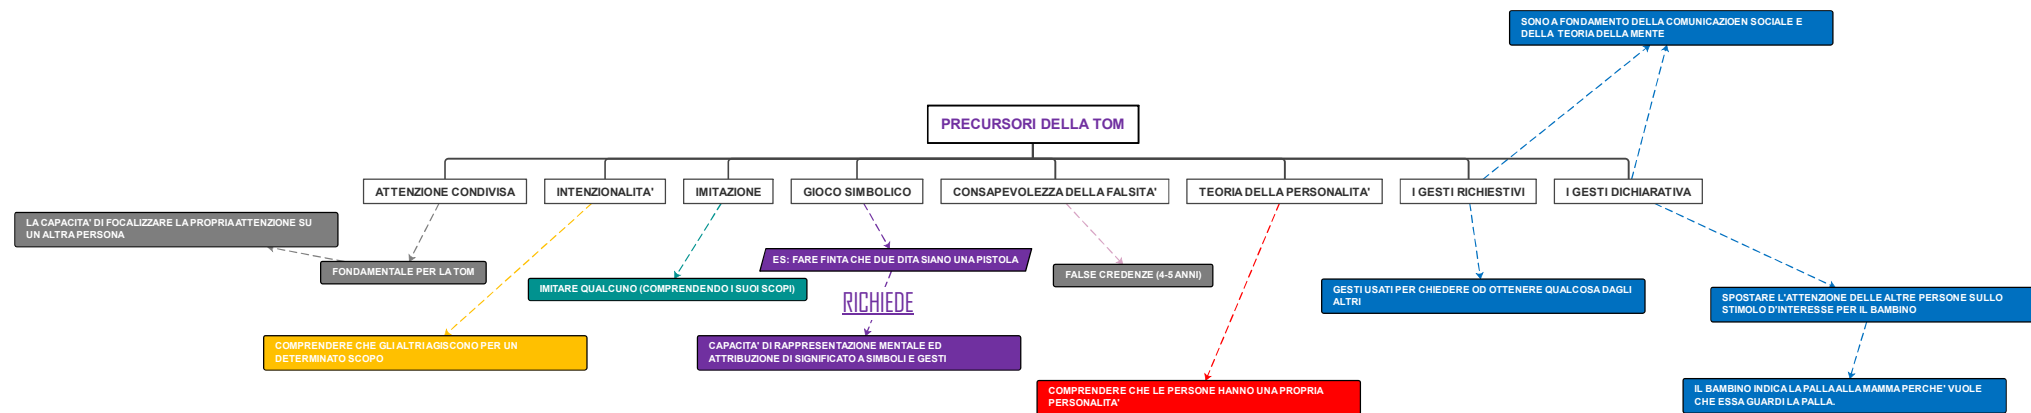 SONO A FONDAMENTO DELLA COMUNICAZIOEN SOCIALE E
DELLA TEORIA DELLA MENTE
PRECURSORI DELLA TOM
ATTENZIONE CONDIVISA
INTENZIONALITA'
IMITAZIONE
GIOCO SIMBOLICO
CONSAPEVOLEZZA DELLA FALSITA'
TEORIA DELLA PERSONALITA'
I GESTI RICHIESTIVI
I GESTI DICHIARATIVA
LA CAPACITA' DI FOCALIZZARE LA PROPRIA ATTENZIONE SU
UN ALTRA PERSONA
FONDAMENTALE PER LA TOM
IMITARE QUALCUNO (COMPRENDENDO I SUOI SCOPI)
ES: FARE FINTA CHE DUE DITA SIANO UNA PISTOLA
FALSE CREDENZE (4-5 ANNI)
RICHIEDE
GESTI USATI PER CHIEDERE OD OTTENERE QUALCOSA DAGLI
ALTRI
SPOSTARE L'ATTENZIONE DELLE ALTRE PERSONE SULLO
STIMOLO D'INTERESSE PER IL BAMBINO
COMPRENDERE CHE GLI ALTRI AGISCONO PER UN
DETERMINATO SCOPO
CAPACITA' DI RAPPRESENTAZIONE MENTALE ED
ATTRIBUZIONE DI SIGNIFICATO A SIMBOLI E GESTI
COMPRENDERE CHE LE PERSONE HANNO UNA PROPRIA
PERSONALITA'
IL BAMBINO INDICA LA PALLA ALLA MAMMA PERCHE' VUOLE
CHE ESSA GUARDI LA PALLA.